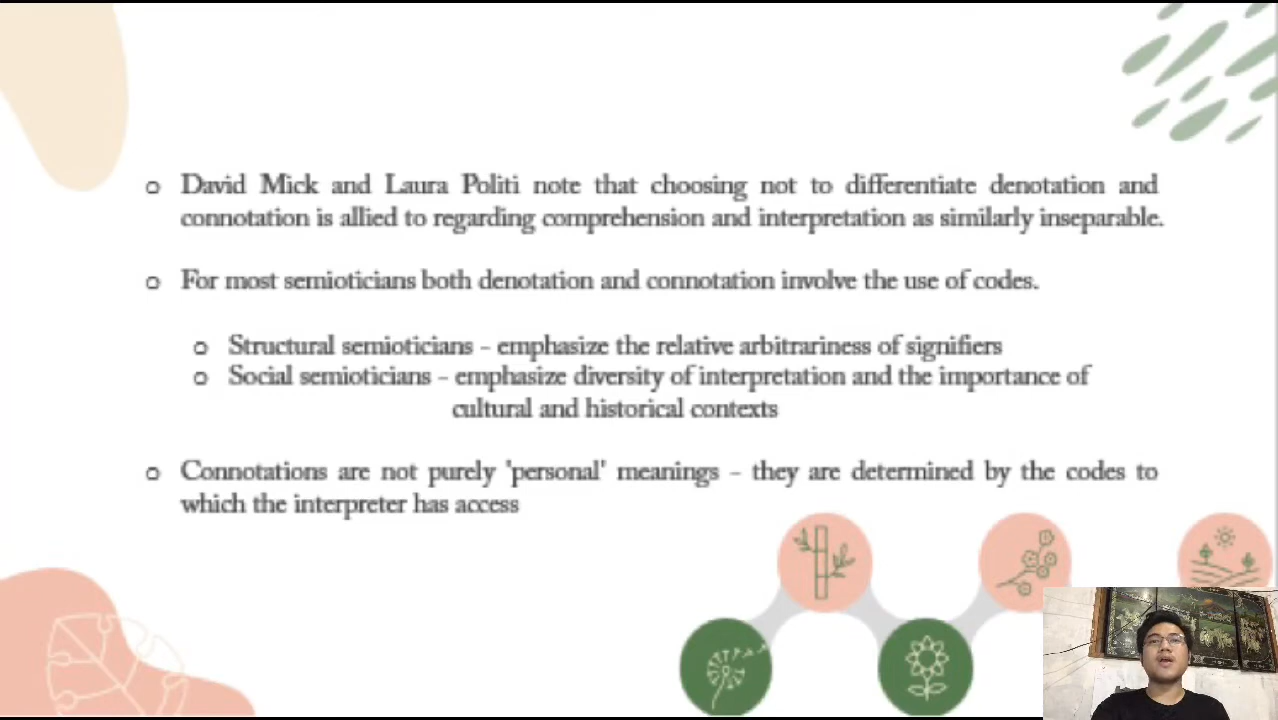 David Mick and Laura Politi note that choosing not to differentiate denotation and
connotation is allied to regarding comprehension and interpretation as similarly inseparable.
For most semioticians both denotation and connotation involve the use of codes.
Structural semioticians - emphasize the relative arbitrariness of signifiers
Social semioticians - emphasize diversity of interpretation and the importance of
cultural and historical contexts
Connotations are not purely 'personal' meanings - they are determined by the codes to
which the interpreter has access